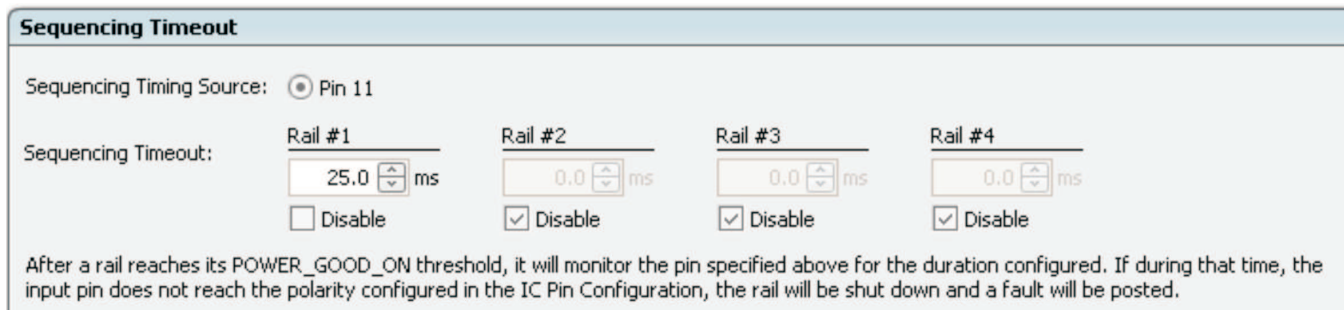 Sequencing Timeout
Sequencing Timing Source: Pin 11
Rail #1 Rail #2 Rail #3 Rail #4
Sequencing Timeout:
25.0 ms 0.0 ms 0.0 ms 0.0 ms
Disable Disable Disable Disable
After a rail reaches its POWER_GOOD_ON threshold, it will monitor the pin specified above for the duration configured. If during that time, the
input pin does not reach the polarity configured in the IC Pin Configuration, the rail will be shut down and a fault will be posted.